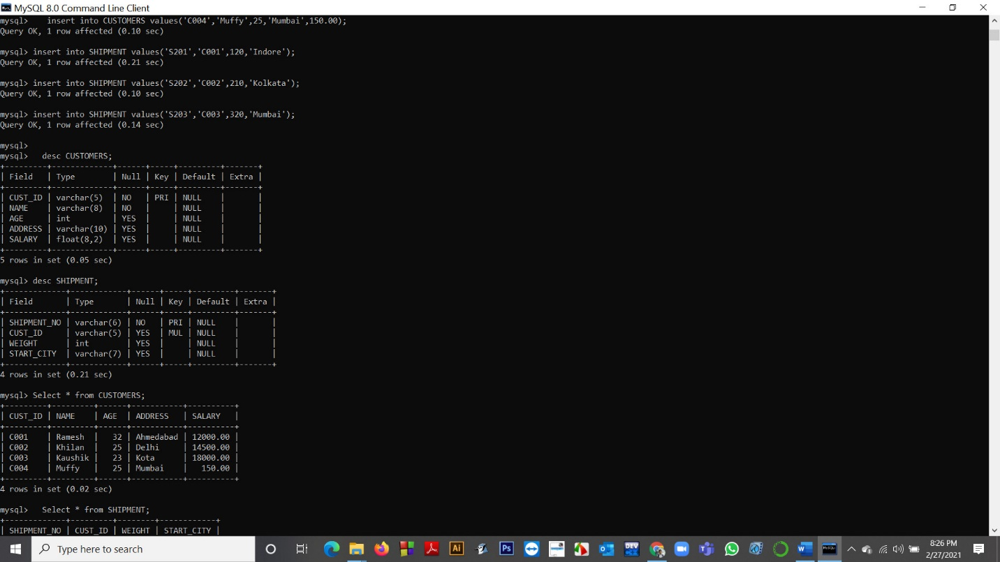 MySQL 8.0 Command Line Client
mysql>    insert into CUSTOMERS values('C004','Muffy',25,'Mumbai',150.00);
Query OK, 1 row affected (0.10 sec)
mysql> insert into SHIPMENT values('S201','C001',120,'Indore');
Query OK, 1 row affected (0.21 sec)
mysql> insert into SHIPMENT values('S202','C002',210,'Kolkata');
Query OK, 1 row affected (0.10 sec)
mysql> insert into SHIPMENT values('S203','C003',320,'Mumbai');
Query OK, 1 row affected (0.14 sec)
mysql>
mysql>   desc CUSTOMERS;
+---------+-------------+------+-----+---------+-------+
| Field   | Type        | Null | Key | Default | Extra |
+---------+-------------+------+-----+---------+-------+
| CUST_ID | varchar(5)  | NO   | PRI | NULL    |       |
| NAME    | varchar(8)  | NO   |     | NULL    |       |
| AGE     | int         | YES  |     | NULL    |       |
| ADDRESS | varchar(10) | YES  |     | NULL    |       |
| SALARY  | float(8,2)  | YES  |     | NULL    |       |
+---------+-------------+------+-----+---------+-------+
5 rows in set (0.05 sec)
mysql> desc SHIPMENT;
+-------------+------------+------+-----+---------+-------+
| Field       | Type       | Null | Key | Default | Extra |
+-------------+------------+------+-----+---------+-------+
| SHIPMENT_NO | varchar(6) | NO   | PRI | NULL    |       |
| CUST_ID     | varchar(5) | YES  | MUL | NULL    |       |
| WEIGHT      | int        | YES  |     | NULL    |       |
| START_CITY  | varchar(7) | YES  |     | NULL    |       |
+-------------+------------+------+-----+---------+-------+
4 rows in set (0.21 sec)
mysql> Select * from CUSTOMERS;
+---------+---------+------+-----------+----------+
| CUST_ID | NAME    | AGE  | ADDRESS   | SALARY   |
+---------+---------+------+-----------+----------+
| C001    | Ramesh  |   32 | Ahmedabad | 12000.00 |
| C002    | Khilan  |   25 | Delhi     | 14500.00 |
| C003    | Kaushik |   23 | Kota      | 18000.00 |
| C004    | Muffy   |   25 | Mumbai    |   150.00 |
+---------+---------+------+-----------+----------+
4 rows in set (0.02 sec)
mysql>   Select * from SHIPMENT;
+-------------+---------+--------+------------+
| SHIPMENT_NO | CUST_ID | WEIGHT | START_CITY |
Type here to search
Ai
Ps
DEV
W
8:26 PM
2/27/2021